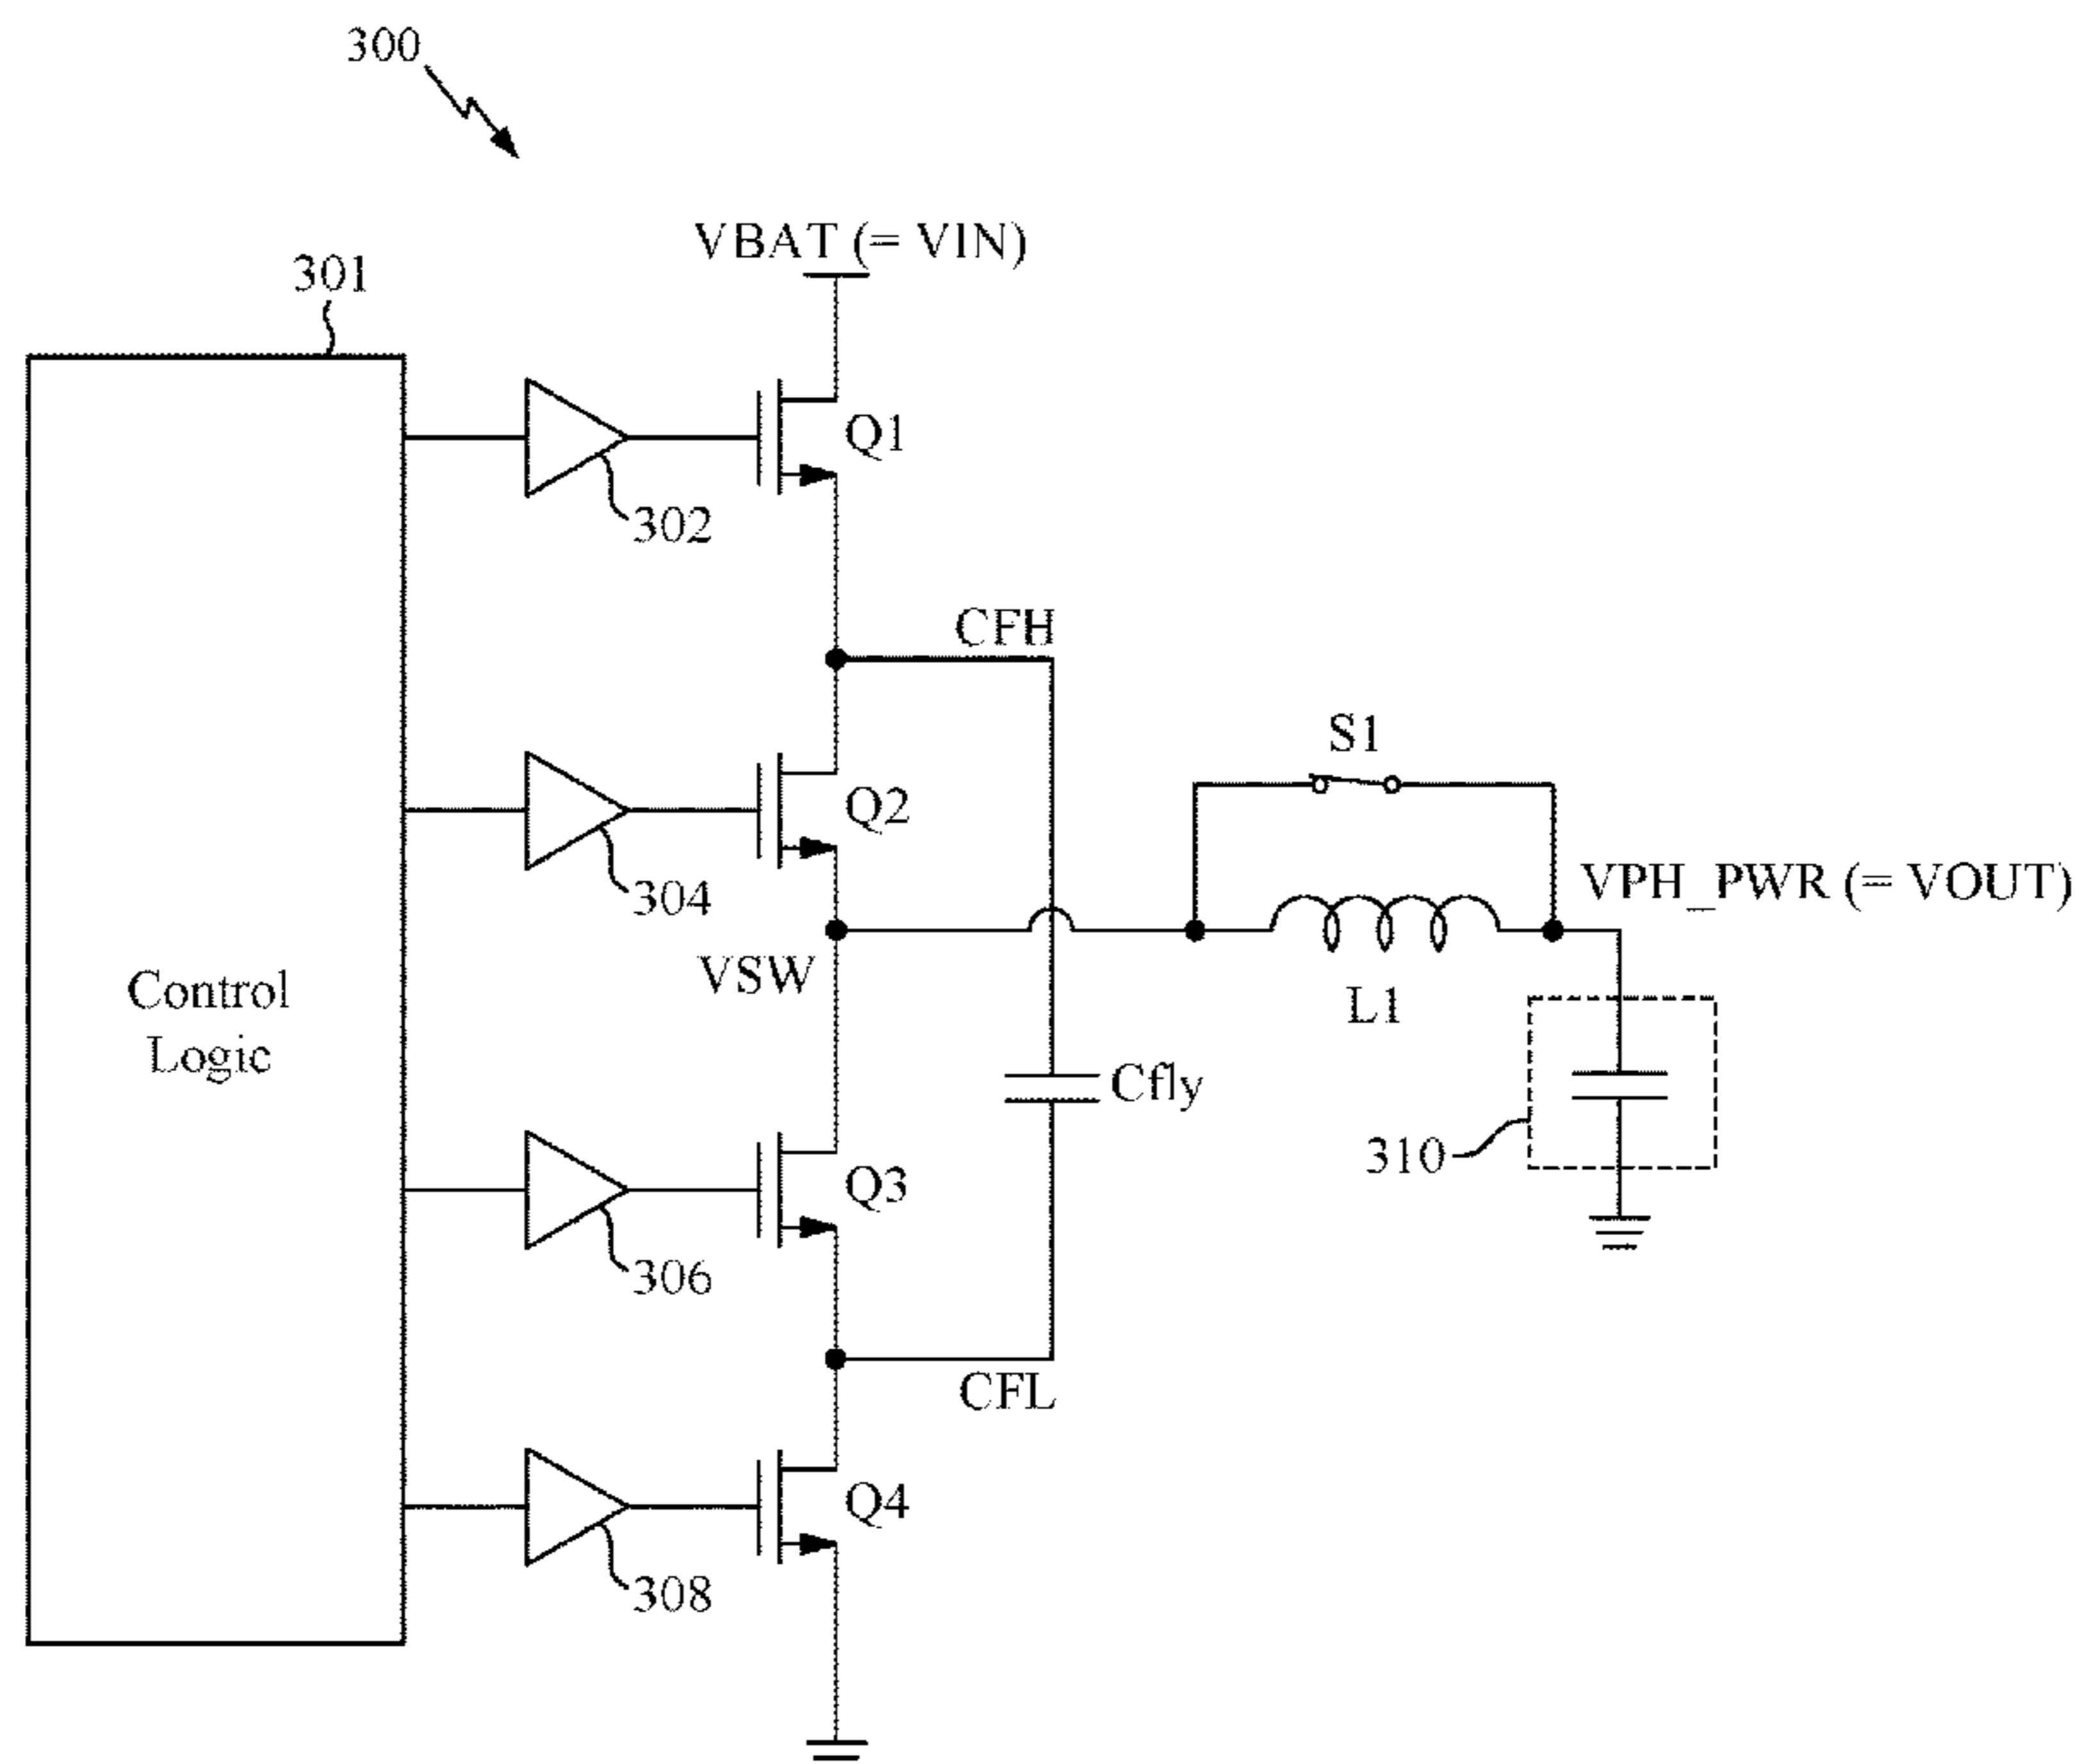 300
VBAT (= VIN)
301
Q1
302
CFH
S1
Q2
304
VPH_PWR (= VOUT)
VSW
L1
Control
Logic
Cfly
310
Q3
306
CFL
Q4
308